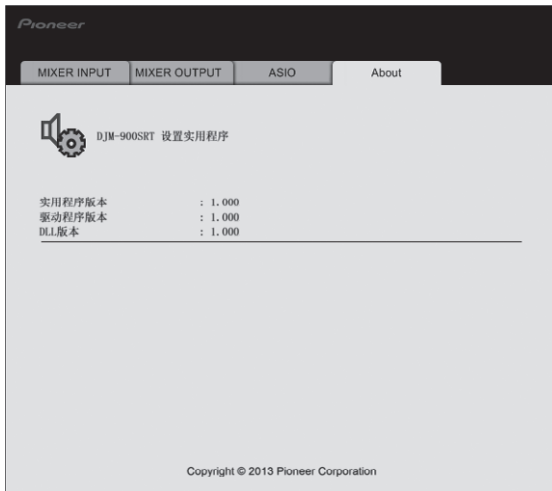 Pioneer
MIXER INPUT MIXER OUTPUT ASIO About
DJM-900SRT 设置实用程序
实用程序版本 : 1.000
驱动程序版本 : 1.000
DLL版本 : 1.000
Copyright © 2013 Pioneer Corporation